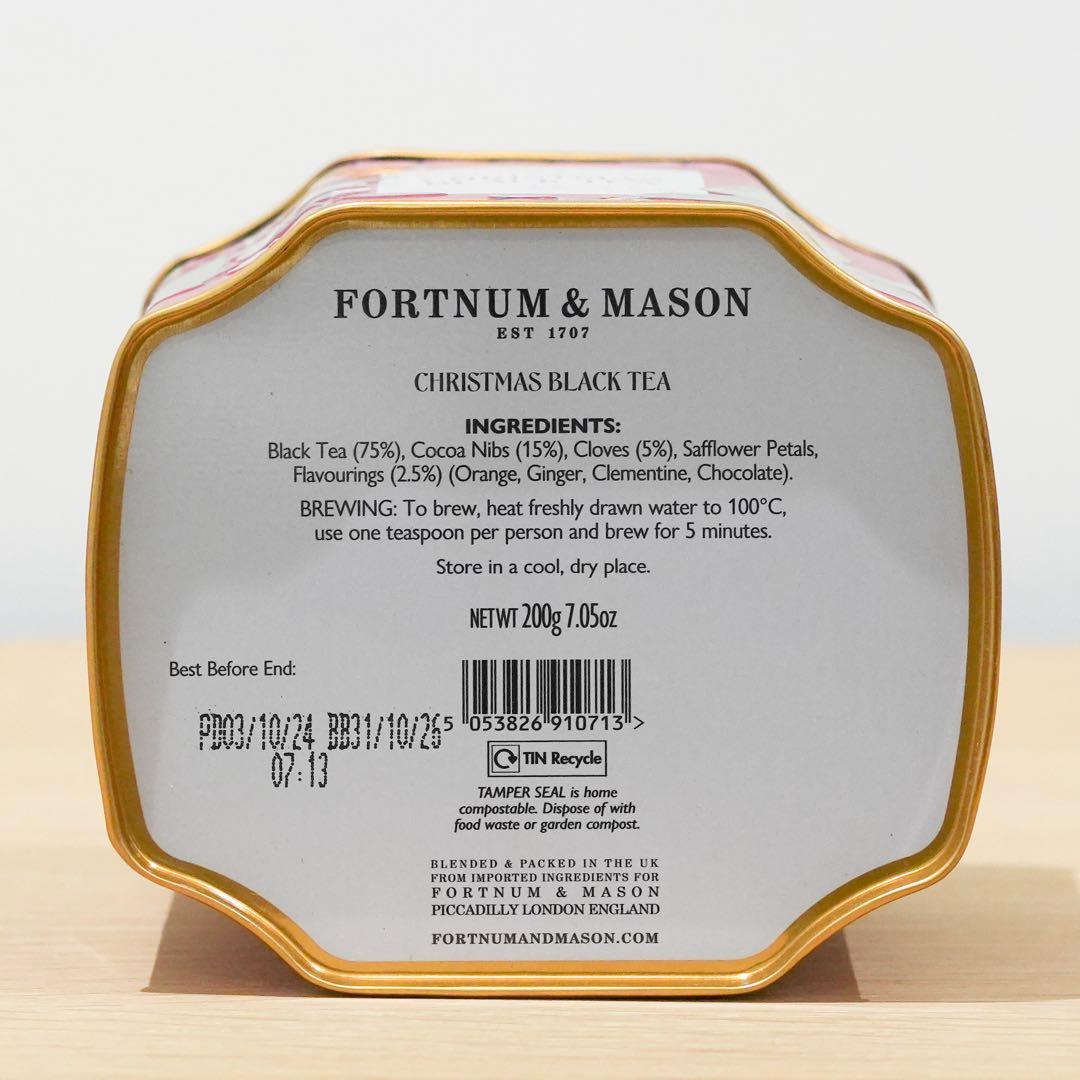 FORTNUM & MASON
EST 1707
CHRISTMAS BLACK TEA
INGREDIENTS:
Black Tea (75%), Cocoa Nibs (15%), Cloves (5%), Safflower Petals,
Flavourings (2.5%) (Orange, Ginger, Clementine, Chocolate).
BREWING: To brew, heat freshly drawn water to 100°C,
use one teaspoon per person and brew for 5 minutes.
Store in a cool, dry place.
NET WT 200g 7.05oz
Best Before End:
PD03/10/24 BB31/10/26
07:13
5 053826 910713 >
TIN Recycle
TAMPER SEAL is home
compostable. Dispose of with
food waste or garden compost.
BLENDED & PACKED IN THE UK
FROM IMPORTED INGREDIENTS FOR
FORTNUM & MASON
PICCADILLY LONDON ENGLAND
FORTNUMANDMASON.COM